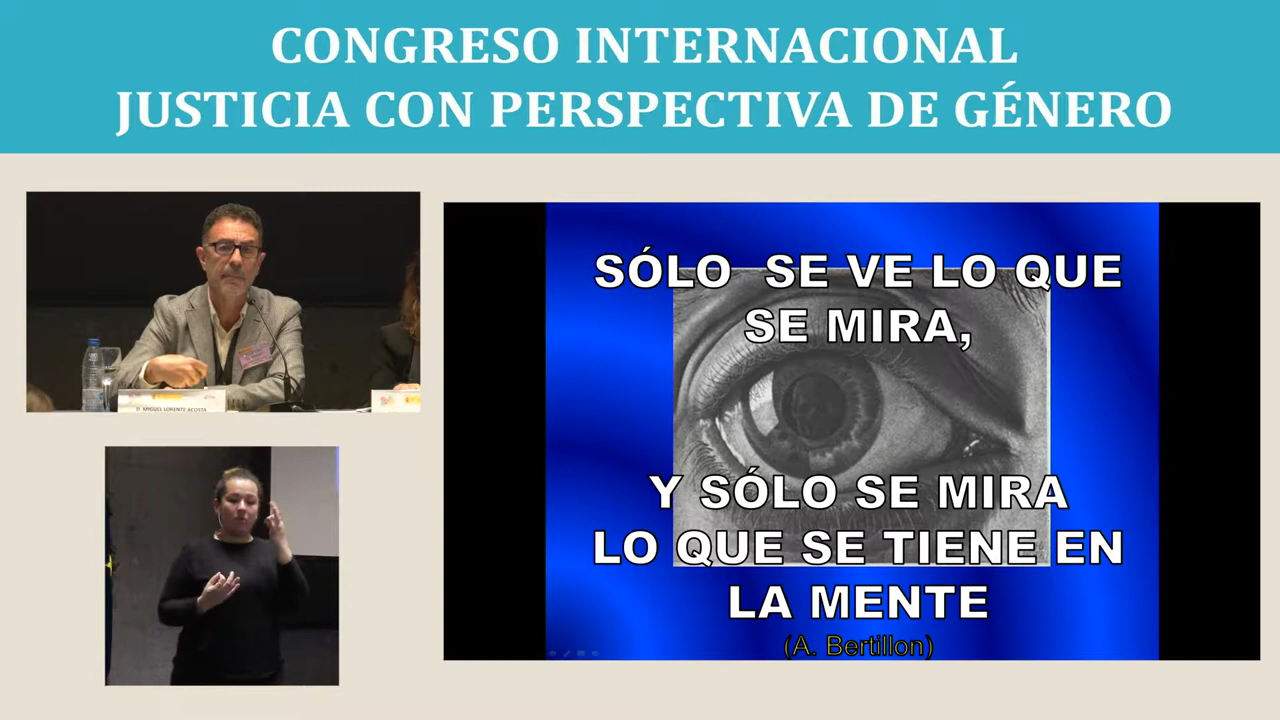 CONGRESO INTERNACIONAL
JUSTICIA CON PERSPECTIVA DE GÉNERO
SÓLO SE VE LO QUE
SE MIRA,
Y SÓLO SE MIRA
LO QUE SE TIENE EN
LA MENTE
(A. Bertillon)
D. MIGUEL LORENTE ACOSTA